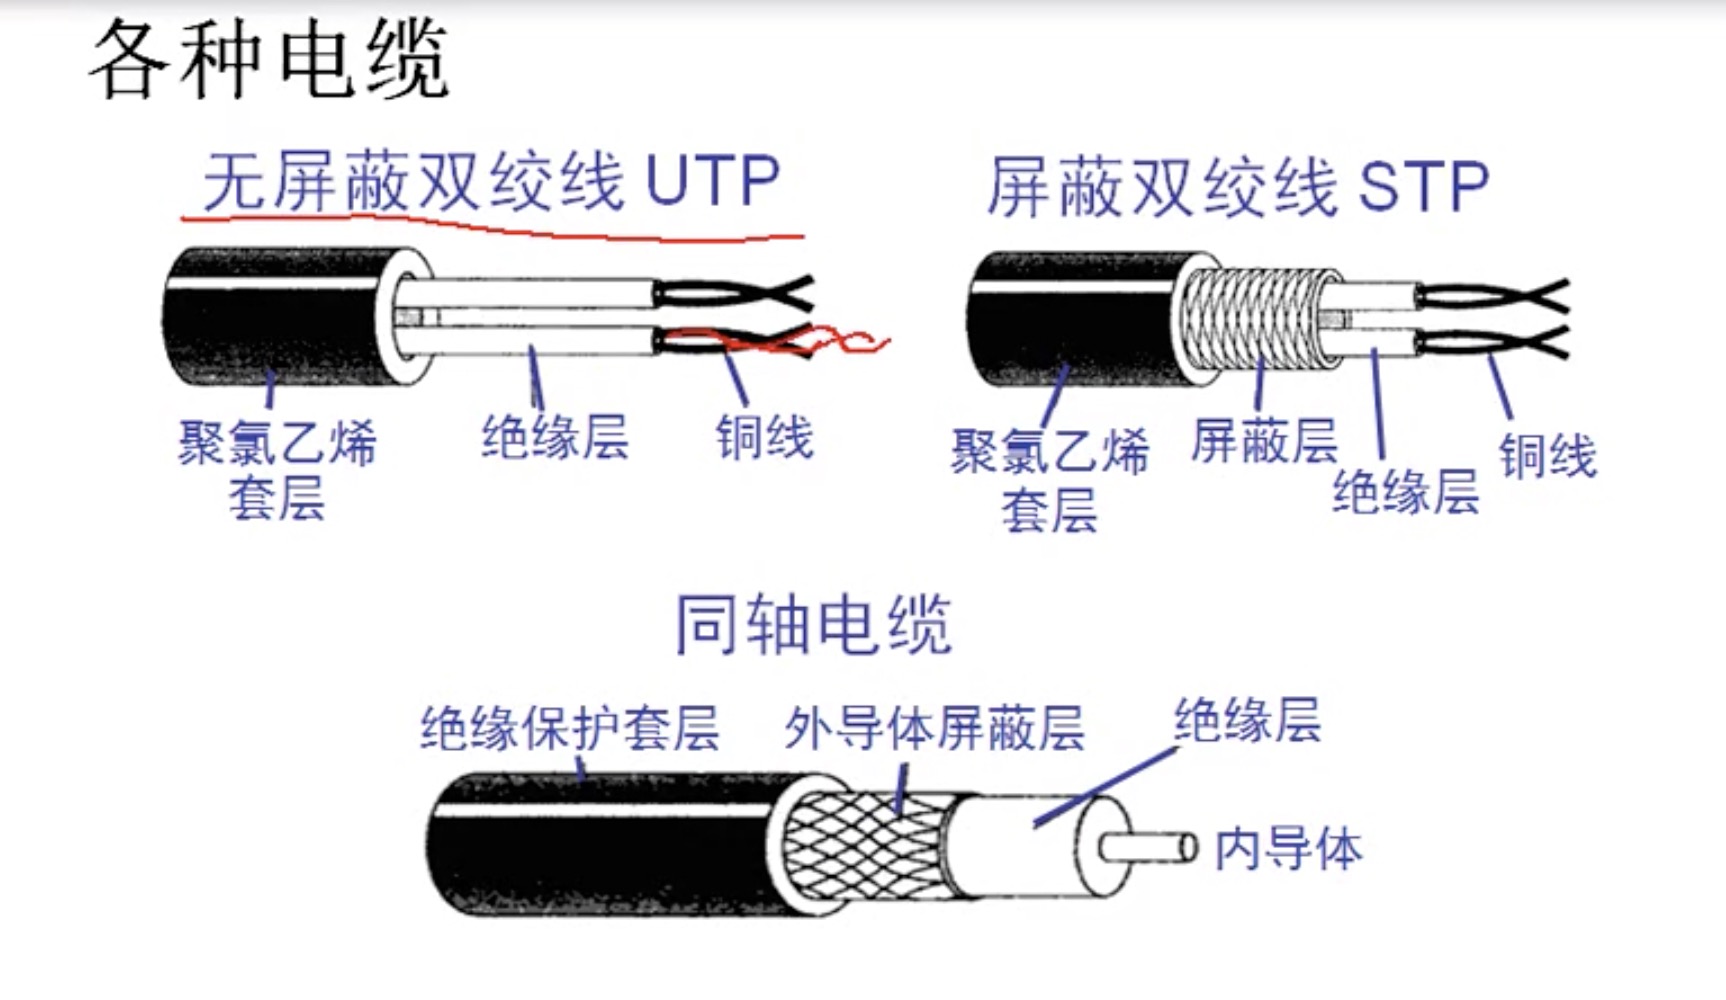 各种电缆
无屏蔽双绞线 UTP
屏蔽双绞线 STP
聚氯乙烯
套层
绝缘层
铜线
聚氯乙烯
套层
屏蔽层
绝缘层
铜线
同轴电缆
绝缘保护套层
外导体屏蔽层
绝缘层
内导体